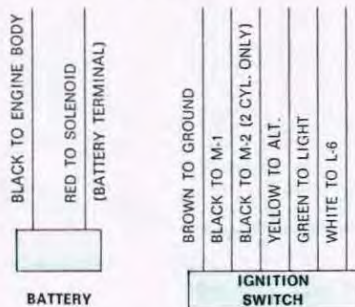 BLACK TO ENGINE BODY
RED TO SOLENOID
(BATTERY TERMINAL)
BATTERY
BROWN TO GROUND
BLACK TO M-1
BLACK TO M-2 (2 CYL. ONLY)
YELLOW TO ALT.
GREEN TO LIGHT
WHITE TO L-6
IGNITION
SWITCH